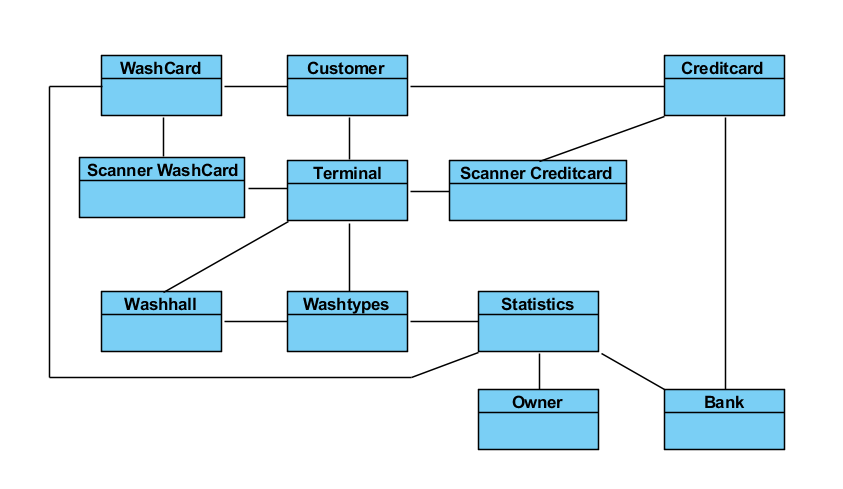 WashCard
Customer
Creditcard
Scanner WashCard
Terminal
Scanner Creditcard
Washhall
Washtypes
Statistics
Owner
Bank